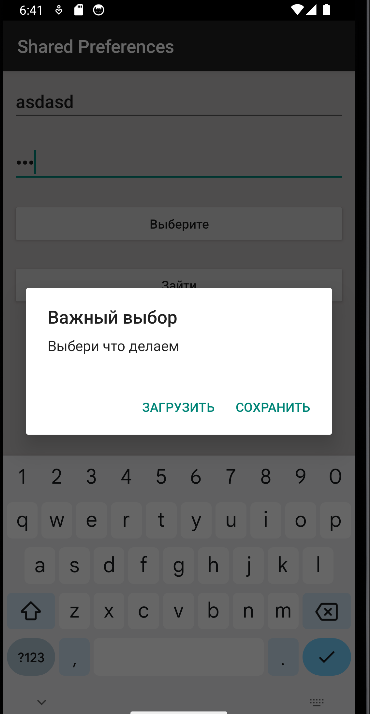 6:41
Shared Preferences
asdasd
•••
Выберите
Зайти
Важный выбор
Выбери что делаем
ЗАГРУЗИТЬ СОХРАНИТЬ
1 2 3 4 5 6 7 8 9 0
q w e r t y u i o p
a s d f g h j k l
z x c v b n m
?123 , .